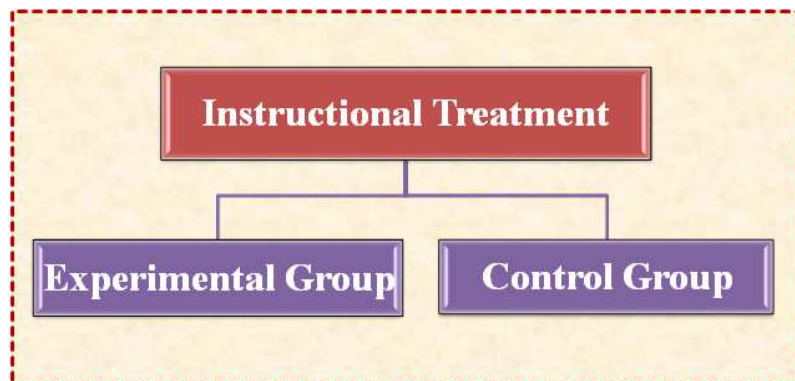 Instructional Treatment
Experimental Group
Control Group